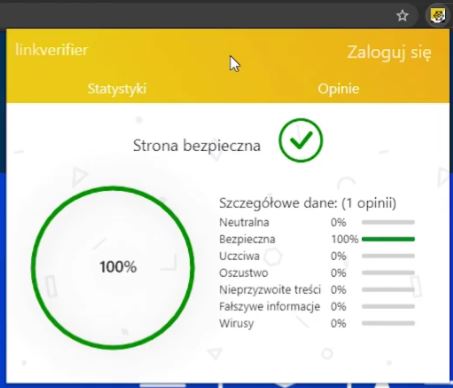 linkverifier
Zaloguj się
Statystyki Opinie
Strona bezpieczna
100%
Szczegółowe dane: (1 opinii)
Neutralna 0%
Bezpieczna 100%
Uczciwa 0%
Oszustwo 0%
Nieprzyzwoite treści 0%
Fałszywe informacje 0%
Wirusy 0%